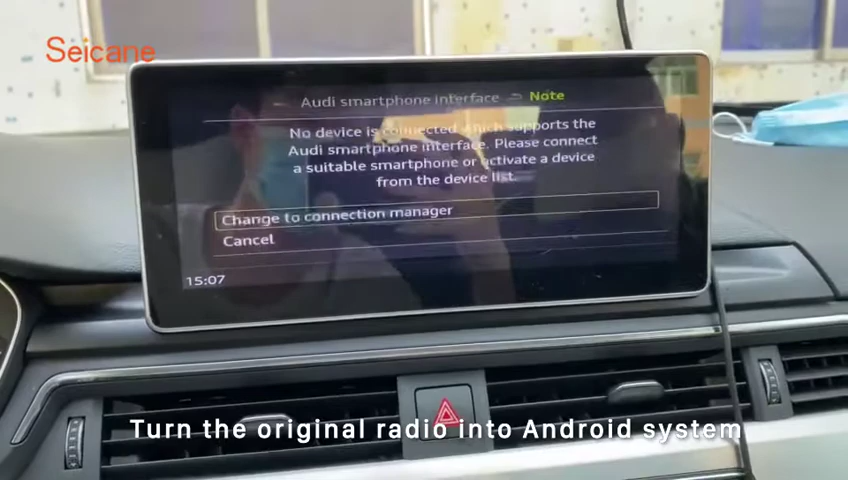 Seicane
Audi smartphone interface Note
No device is connected which supports the
Audi smartphone interface. Please connect
a suitable smartphone or activate a device
from the device list.
Change to connection manager
Cancel
15:07
Turn the original radio into Android system